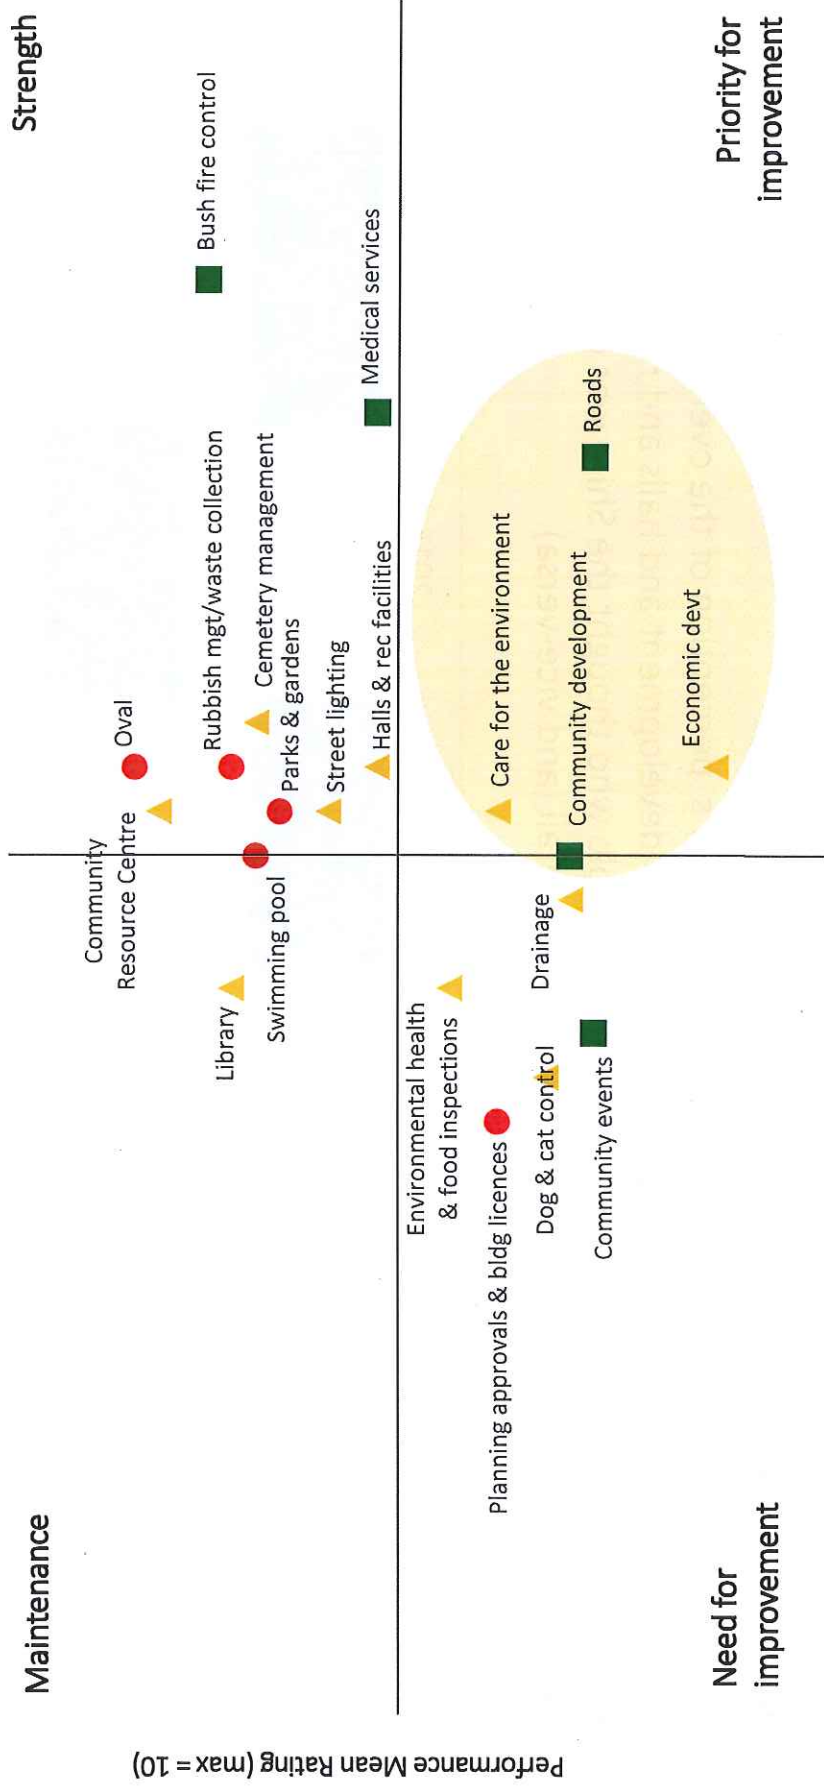 Maintenance
Strength
Community
Resource Centre
Oval
Library
Rubbish mgt/waste collection
Bush fire control
Swimming pool
Cemetery management
Parks & gardens
Street lighting
Halls & rec facilities
Medical services
Environmental health
& food inspections
Planning approvals & bldg licences
Care for the environment
Dog & cat control
Drainage
Community development
Community events
Roads
Economic devt
Need for
improvement
Priority for
improvement
Performance Mean Rating (max = 10)